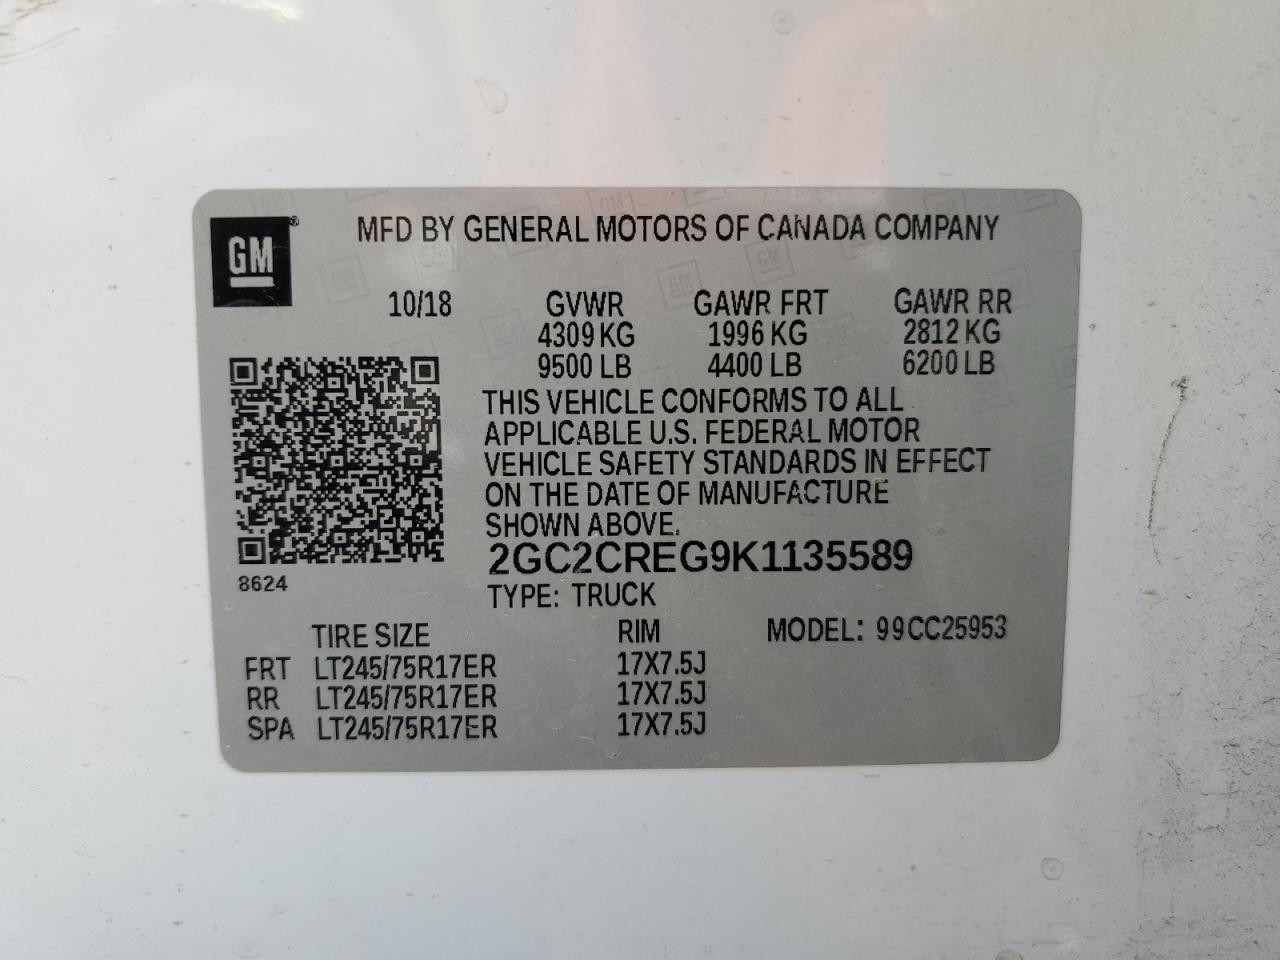 GM®
MFD BY GENERAL MOTORS OF CANADA COMPANY
10/18 GVWR GAWR FRT GAWR RR
4309 KG 1996 KG 2812 KG
9500 LB 4400 LB 6200 LB
THIS VEHICLE CONFORMS TO ALL
APPLICABLE U.S. FEDERAL MOTOR
VEHICLE SAFETY STANDARDS IN EFFECT
ON THE DATE OF MANUFACTURE
SHOWN ABOVE.
2GC2CREG9K1135589
8624
TYPE: TRUCK
TIRE SIZE RIM MODEL: 99CC25953
FRT LT245/75R17ER 17X7.5J
RR LT245/75R17ER 17X7.5J
SPA LT245/75R17ER 17X7.5J